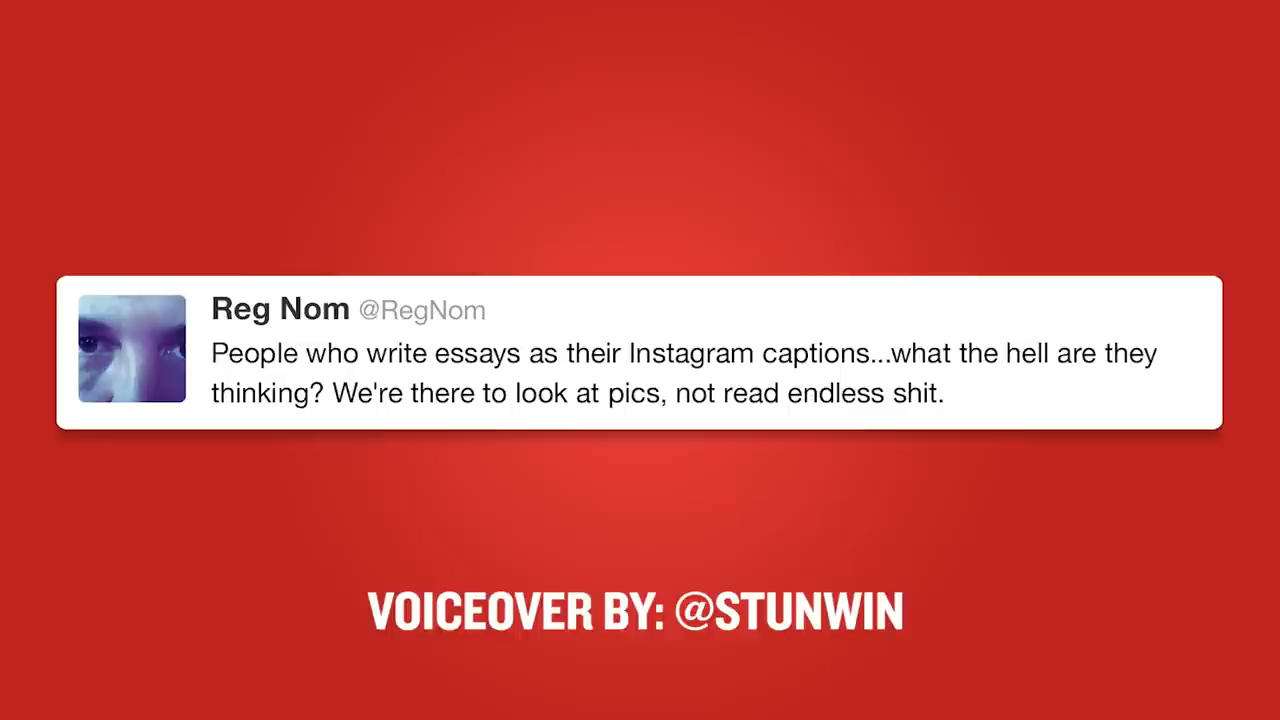 Reg Nom @RegNom
People who write essays as their Instagram captions...what the hell are they
thinking? We're there to look at pics, not read endless shit.
VOICEOVER BY: @STUNWIN